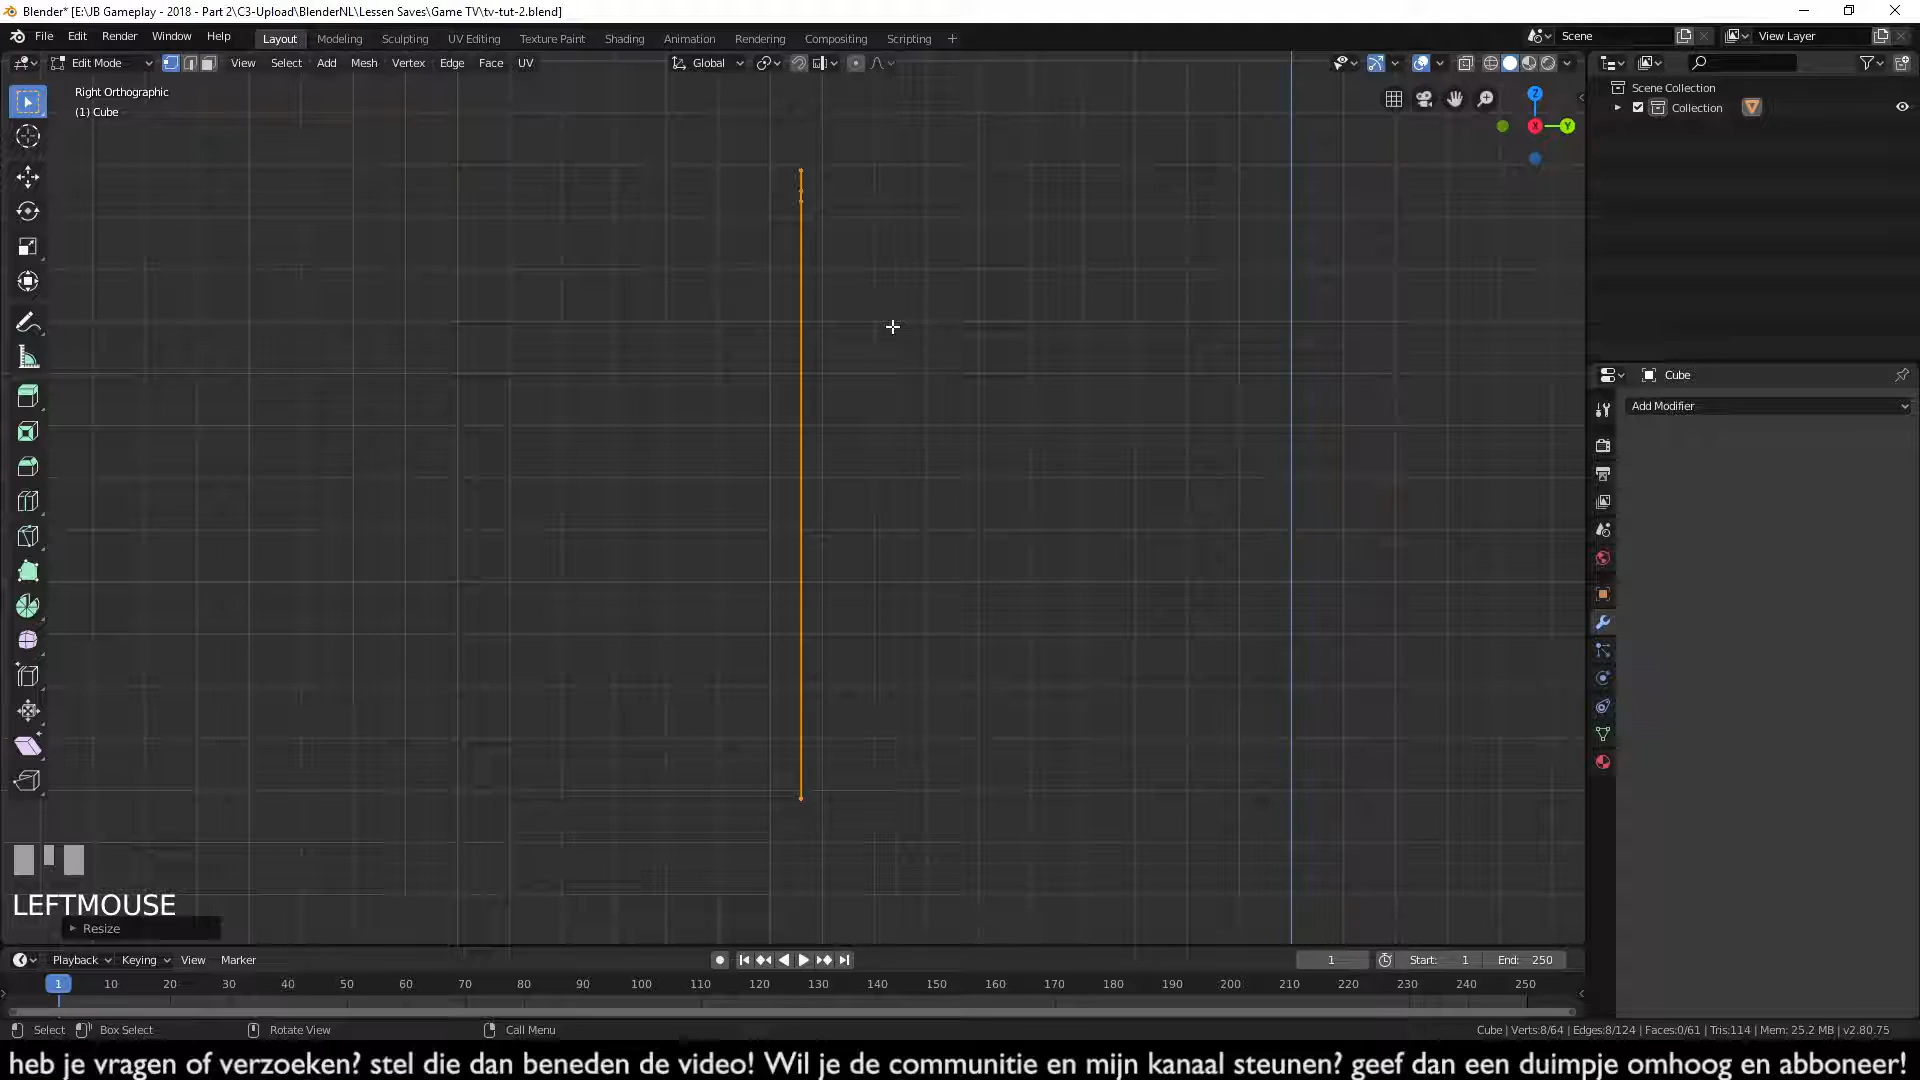 Blender* [E:\JB Gameplay - 2018 - Part 2\C3-Upload\BlenderNL\Lessen Saves\Game TV\tv-tut-2.blend]
File Edit Render Window Help Layout Modeling Sculpting UV Editing Texture Paint Shading Animation Rendering Compositing Scripting Scene View Layer
Edit Mode View Select Add Mesh Vertex Edge Face UV Global
Right Orthographic
(1) Cube
Z
X
Y
Scene Collection
Collection
Cube
Add Modifier
LEFTMOUSE
Resize
Playback Keying View Marker 1 Start: 1 End: 250
1 10 20 30 40 50 60 70 80 90 100 110 120 130 140 150 160 170 180 190 200 210 220 230 240 250
Select Box Select Rotate View Call Menu Cube | Verts:8/64 | Edges:8/124 | Faces:0/61 | Tris:114 | Mem: 25.2 MB | v2.80.75
heb je vragen of verzoeken? stel die dan beneden de video! Wil je de communitie en mijn kanaal steunen? geef dan een duimpje omhoog en abboneer!